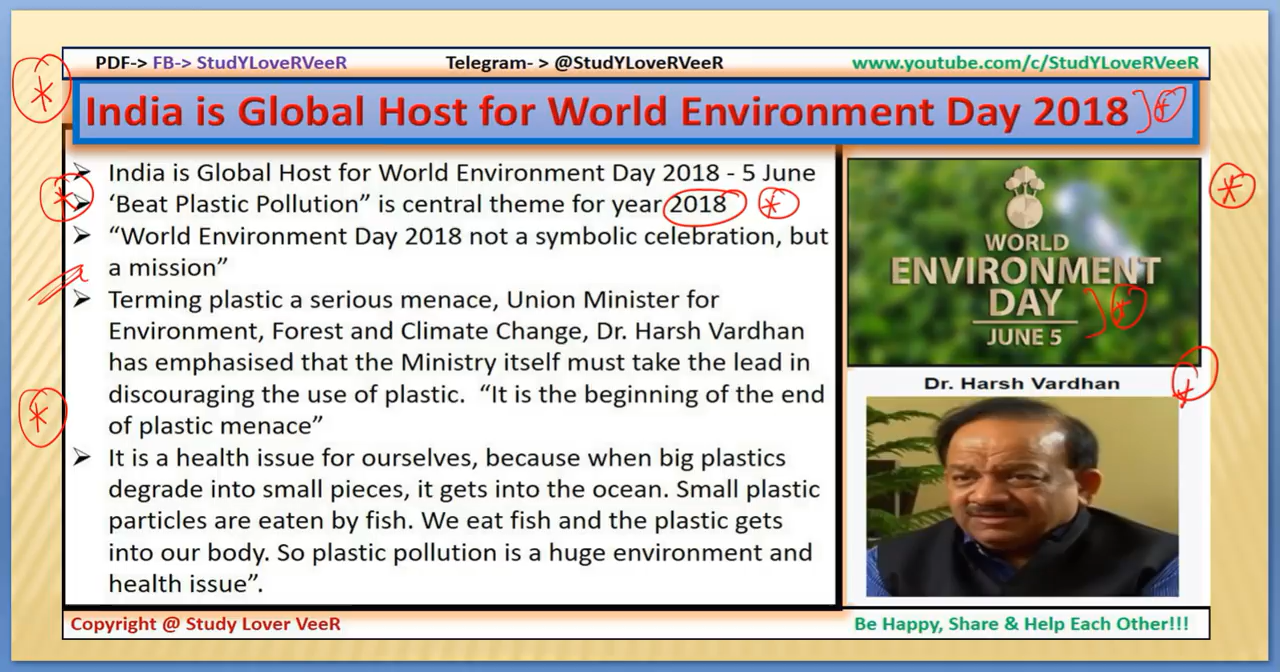 PDF-> FB-> StudYLoveRVeeR Telegram- > @StudYLoveRVeeR www.youtube.com/c/StudYLoveRVeeR
India is Global Host for World Environment Day 2018
India is Global Host for World Environment Day 2018 - 5 June
‘Beat Plastic Pollution” is central theme for year 2018
“World Environment Day 2018 not a symbolic celebration, but
a mission”
Terming plastic a serious menace, Union Minister for
Environment, Forest and Climate Change, Dr. Harsh Vardhan
has emphasised that the Ministry itself must take the lead in
discouraging the use of plastic. “It is the beginning of the end
of plastic menace”
It is a health issue for ourselves, because when big plastics
degrade into small pieces, it gets into the ocean. Small plastic
particles are eaten by fish. We eat fish and the plastic gets
into our body. So plastic pollution is a huge environment and
health issue”.
WORLD
ENVIRONMENT
DAY
JUNE 5
Dr. Harsh Vardhan
Copyright @ Study Lover VeeR Be Happy, Share & Help Each Other!!!